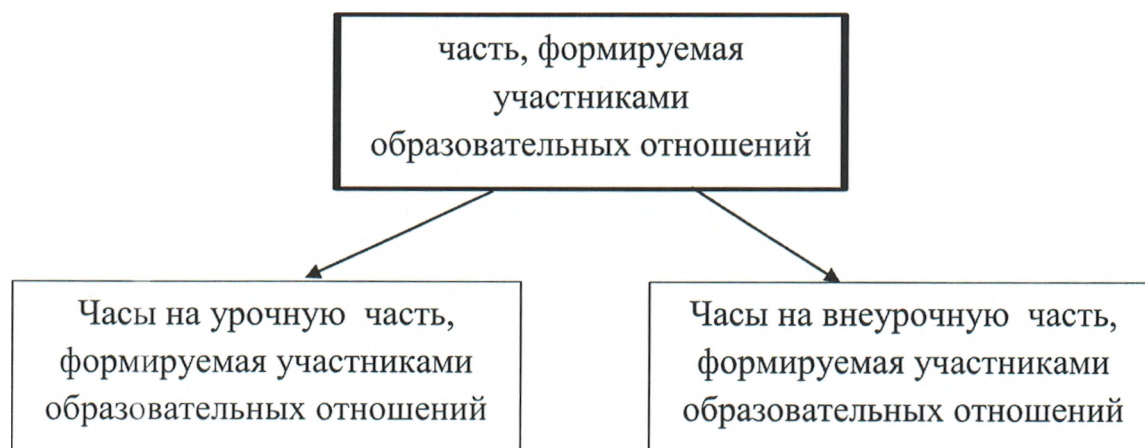 часть, формируемая
участниками
образовательных отношений
Часы на урочную часть,
формируемая участниками
образовательных отношений
Часы на внеурочную часть,
формируемая участниками
образовательных отношений